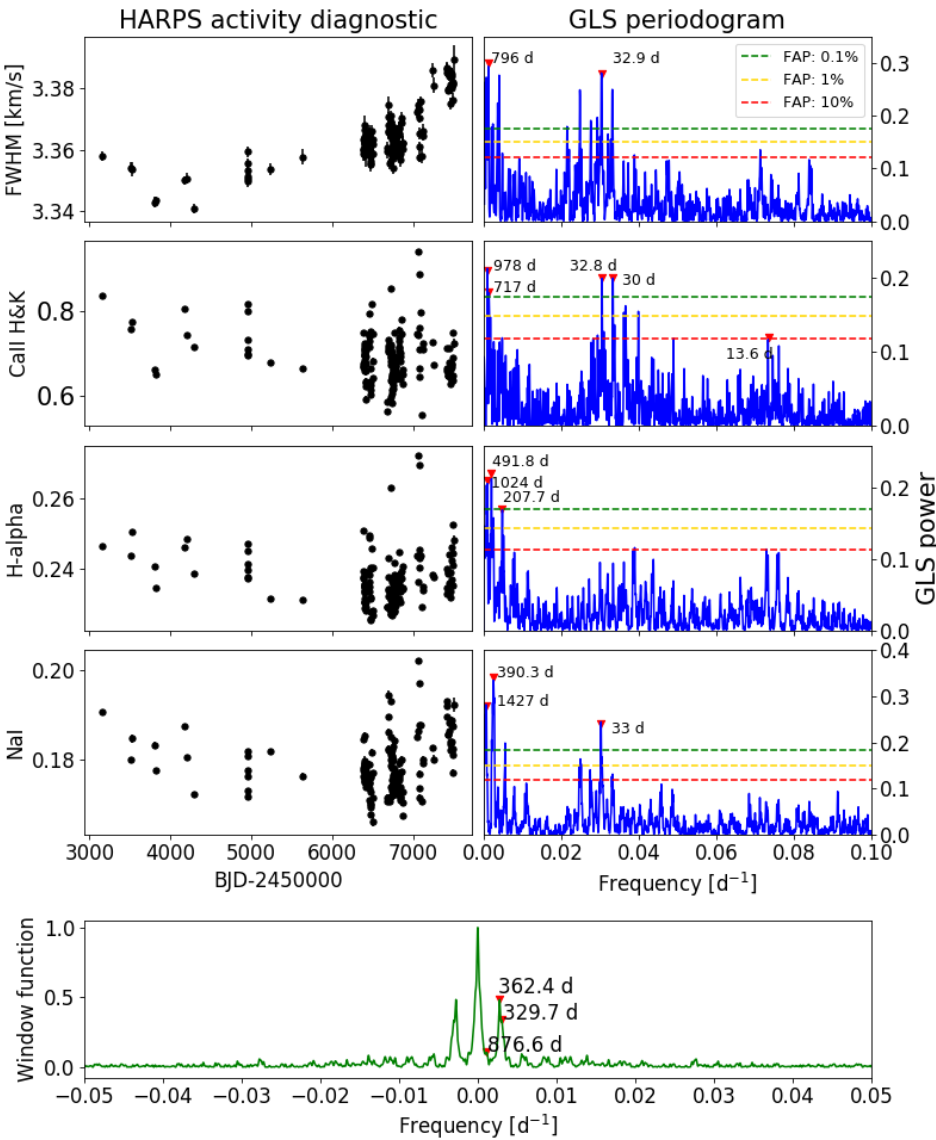 HARPS activity diagnostic
GLS periodogram
FWHM [km/s]
3.38
3.36
3.34
796 d
32.9 d
FAP: 0.1%
FAP: 1%
FAP: 10%
0.3
0.2
0.1
0.0
CaII H&K
0.8
0.6
978 d
717 d
32.8 d
30 d
13.6 d
0.2
0.1
0.0
H-alpha
0.26
0.24
491.8 d
1024 d
207.7 d
0.2
0.1
0.0
GLS power
NaI
0.20
0.18
390.3 d
1427 d
33 d
0.4
0.3
0.2
0.1
0.0
3000 4000 5000 6000 7000
BJD-2450000
0.00 0.02 0.04 0.06 0.08 0.10
Frequency [d⁻¹]
Window function
1.0
0.5
0.0
362.4 d
329.7 d
876.6 d
−0.05 −0.04 −0.03 −0.02 −0.01 0.00 0.01 0.02 0.03 0.04 0.05
Frequency [d⁻¹]